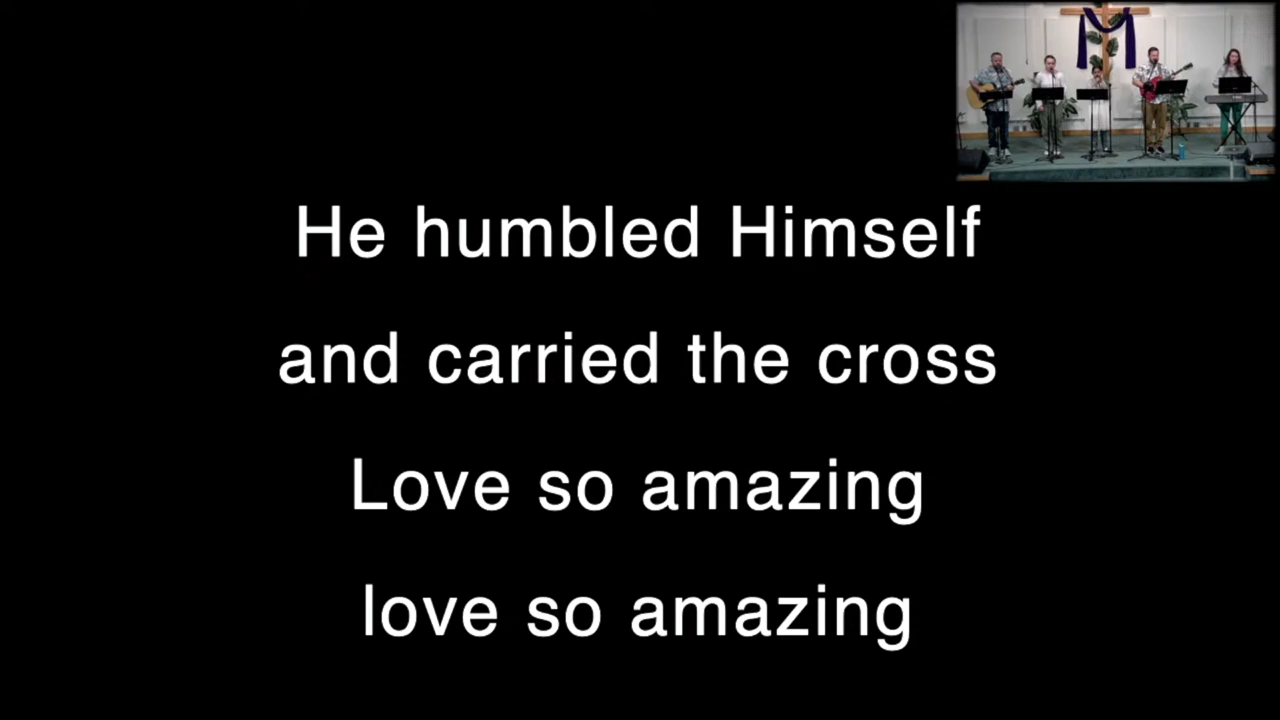 He humbled Himself
and carried the cross
Love so amazing
love so amazing